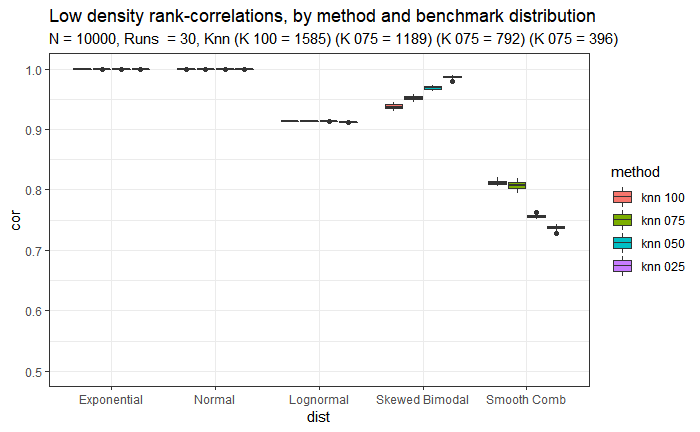 Low density rank-correlations, by method and benchmark distribution
N = 10000, Runs = 30, Knn (K 100 = 1585) (K 075 = 1189) (K 075 = 792) (K 075 = 396)
1.0
0.9
0.8
0.7
0.6
0.5
cor
Exponential
Normal
Lognormal
Skewed Bimodal
Smooth Comb
dist
method
knn 100
knn 075
knn 050
knn 025